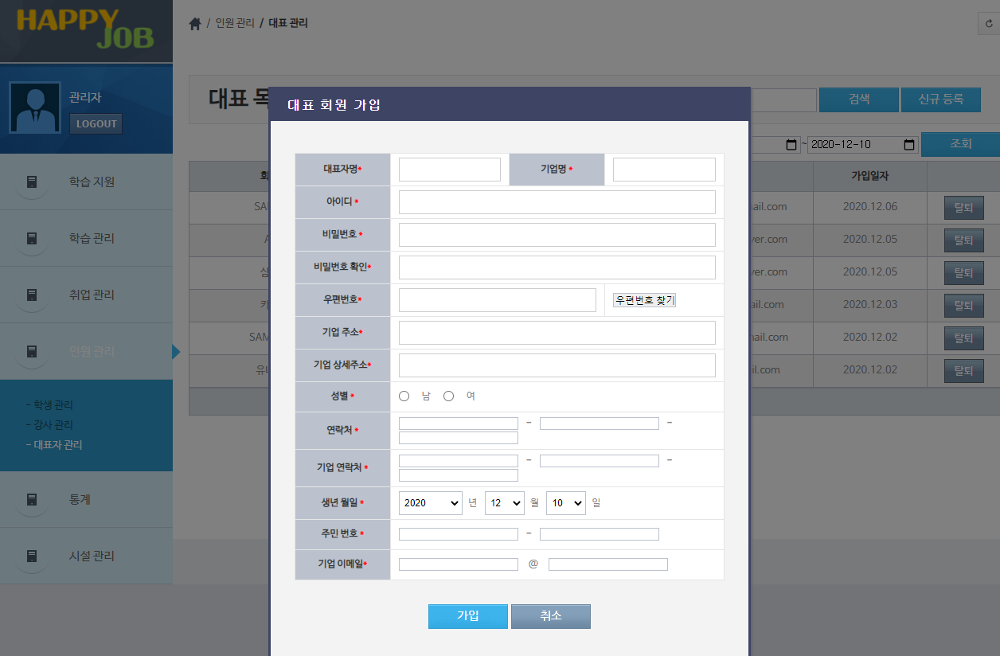 HAPPY
JOB
/ 인원 관리 / 대표 관리
관리자
LOGOUT
학습 지원
학습 관리
취업 관리
인원 관리
- 학생 관리
- 강사 관리
- 대표자 관리
통계
시설 관리
대표
검색
신규 등록
~ 2020-12-10
조회
가입일자
ail.com 2020.12.06 탈퇴
ver.com 2020.12.05 탈퇴
ver.com 2020.12.05 탈퇴
ail.com 2020.12.03 탈퇴
SAM nail.com 2020.12.02 탈퇴
il.com 2020.12.02 탈퇴
대표 회원 가입
대표자명* 기업명 *
아이디 *
비밀번호 *
비밀번호 확인*
우편번호* 우편번호 찾기
기업 주소*
기업 상세주소*
성별 * 남 여
연락처 * - -
기업 연락처 * - -
생년 월일 * 2020 년 12 월 10 일
주민 번호 * -
기업 이메일* @
가입 취소